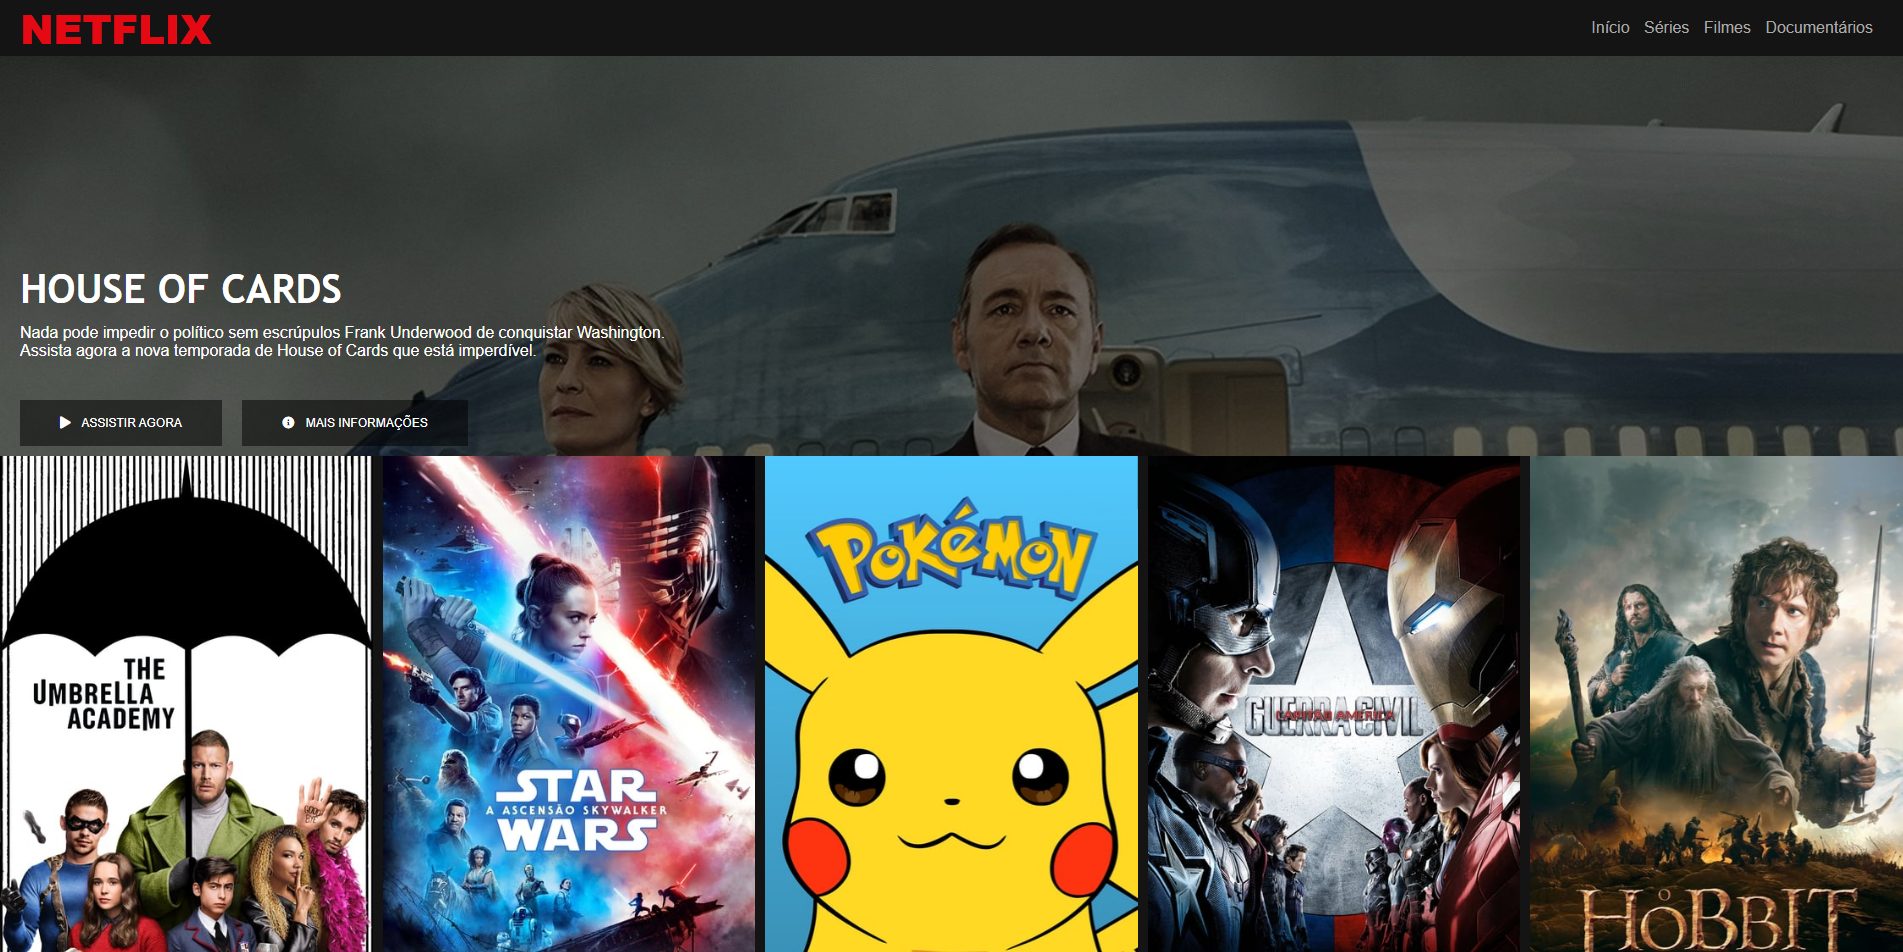 NETFLIX
Início Séries Filmes Documentários
HOUSE OF CARDS
Nada pode impedir o político sem escrúpulos Frank Underwood de conquistar Washington.
Assista agora a nova temporada de House of Cards que está imperdível.
ASSISTIR AGORA
MAIS INFORMAÇÕES
THE
UMBRELLA
ACADEMY
GOOD
BYE
STAR
A ASCENSÃO SKYWALKER
WARS
POKÉMON
CAPITÃO AMÉRICA
GUERRA CIVIL
O
HOBBIT